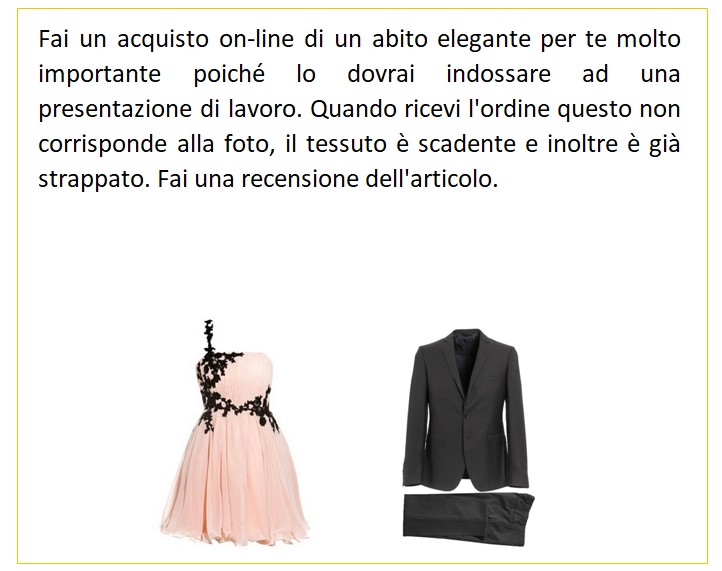 Fai un acquisto on-line di un abito elegante per te molto
importante poiché lo dovrai indossare ad una
presentazione di lavoro. Quando ricevi l'ordine questo non
corrisponde alla foto, il tessuto è scadente e inoltre è già
strappato. Fai una recensione dell'articolo.